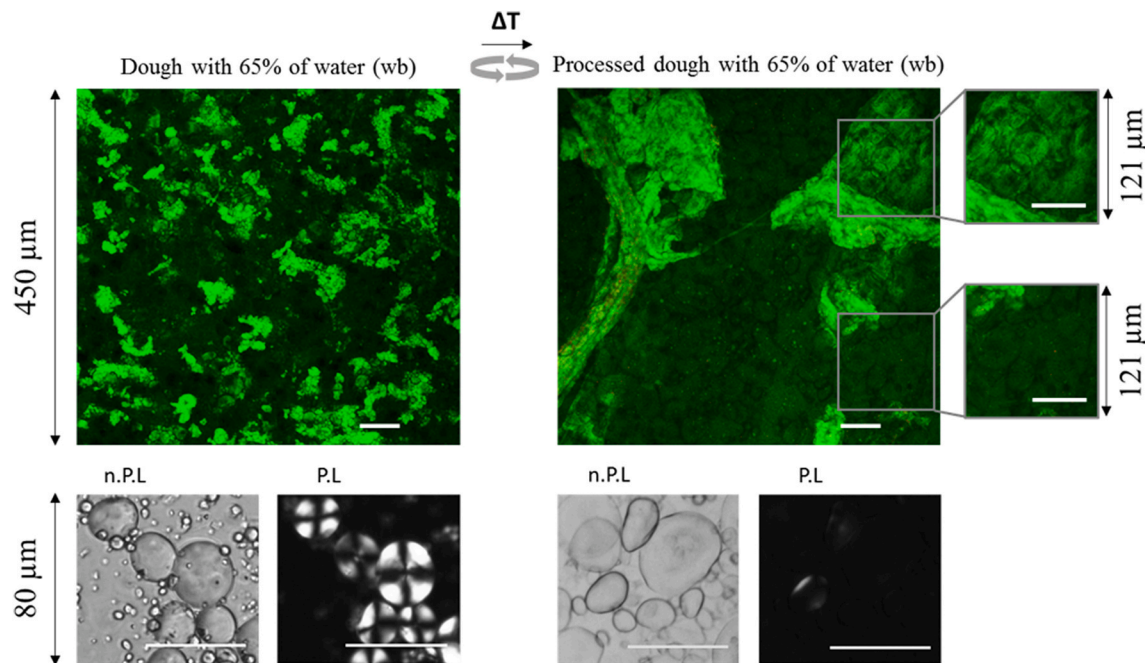 ΔT
Dough with 65% of water (wb)
Processed dough with 65% of water (wb)
450 μm
121 μm
121 μm
n.P.L
P.L
n.P.L
P.L
80 μm